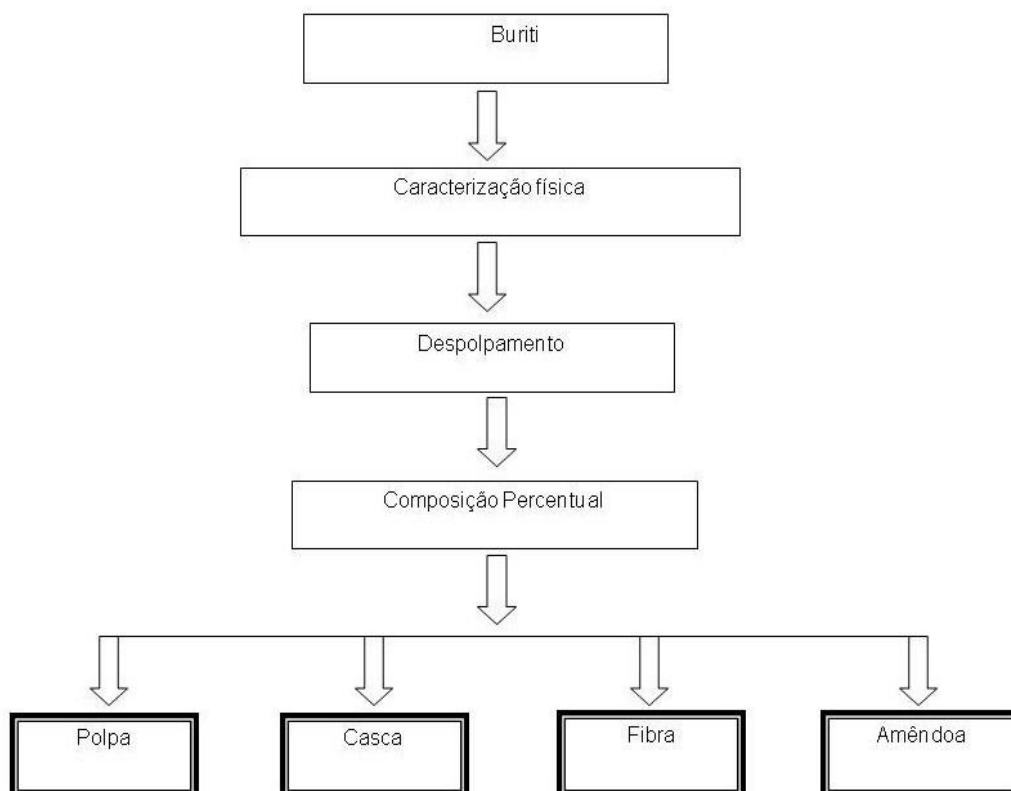 Buriti
Caracterização física
Despolpamento
Composição Percentual
Polpa
Casca
Fibra
Amêndoa